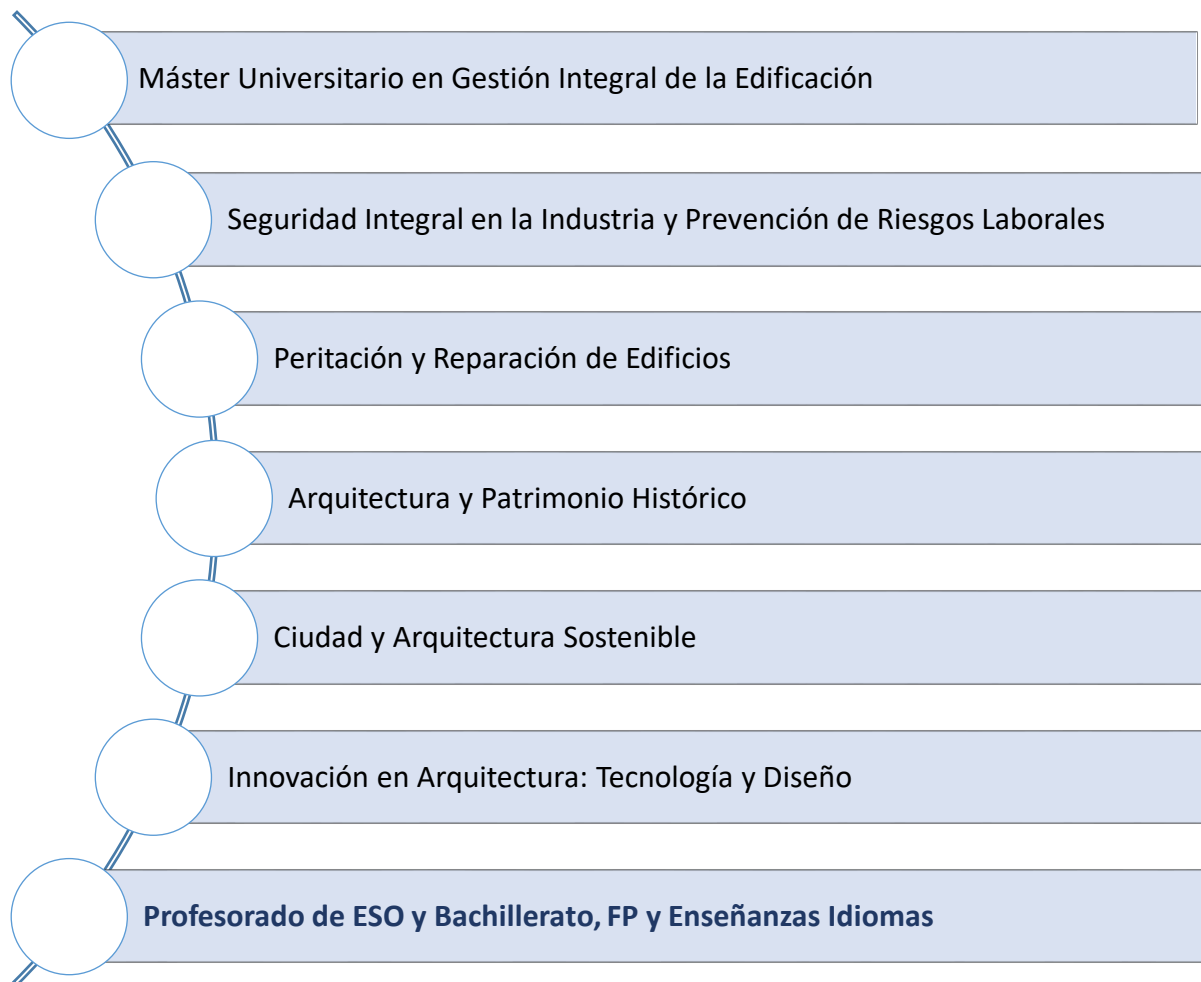 Máster Universitario en Gestión Integral de la Edificación
Seguridad Integral en la Industria y Prevención de Riesgos Laborales
Peritación y Reparación de Edificios
Arquitectura y Patrimonio Histórico
Ciudad y Arquitectura Sostenible
Innovación en Arquitectura: Tecnología y Diseño
Profesorado de ESO y Bachillerato, FP y Enseñanzas Idiomas